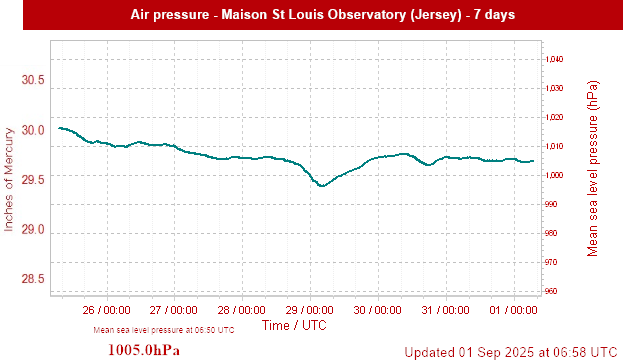 Air pressure - Maison St Louis Observatory (Jersey) - 7 days
30.5
30.0
29.5
29.0
28.5
Inches of Mercury
1,040
1,030
1,020
1,010
1,000
990
980
970
960
Mean sea level pressure (hPa)
26 / 00:00 27 / 00:00 28 / 00:00 29 / 00:00 30 / 00:00 31 / 00:00 01 / 00:00
Time / UTC
Mean sea level pressure at 06:50 UTC
1005.0hPa
Updated 01 Sep 2025 at 06:58 UTC